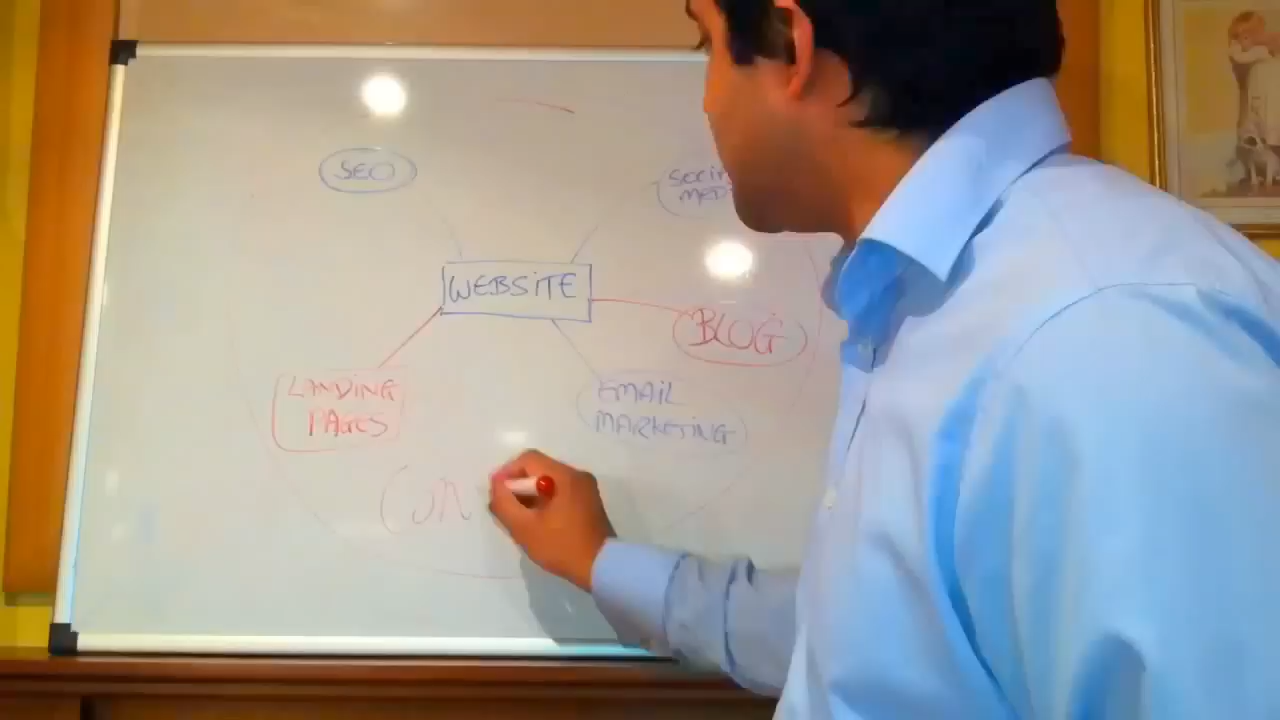 SEO
WEBSITE
BLOG
LANDING
PAGES
EMAIL
MARKETING